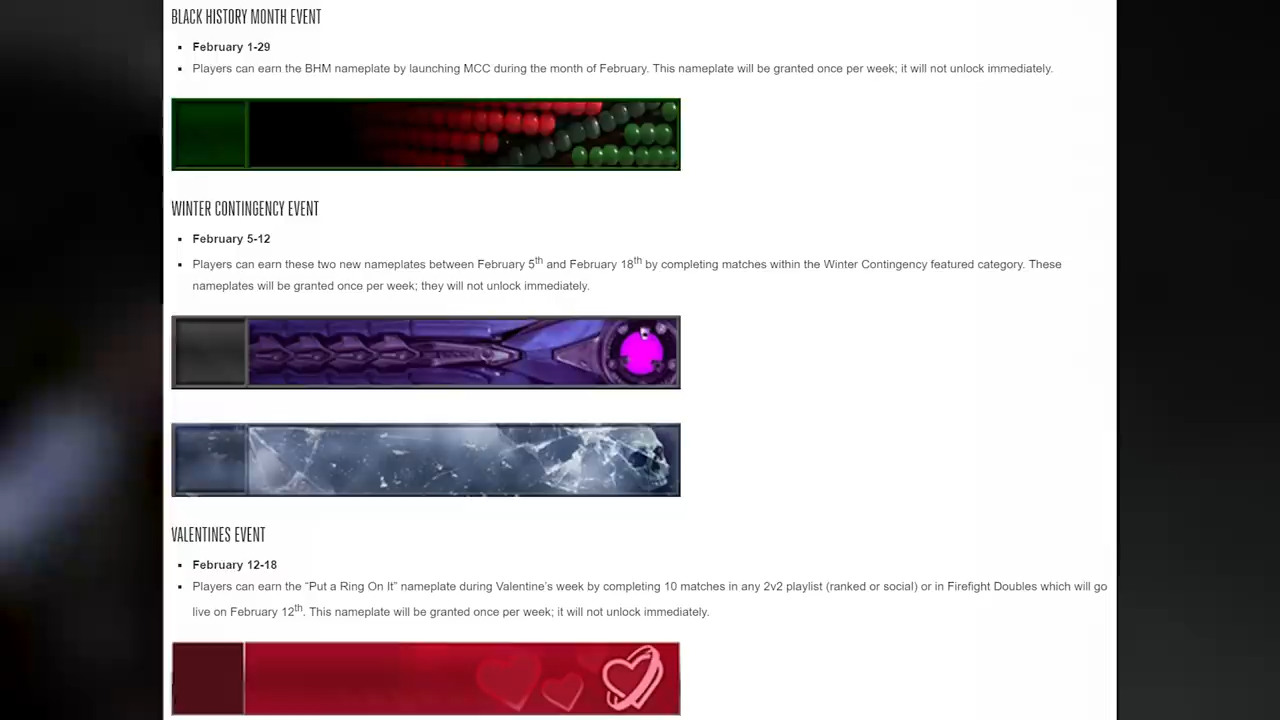 BLACK HISTORY MONTH EVENT
February 1-29
Players can earn the BHM nameplate by launching MCC during the month of February. This nameplate will be granted once per week; it will not unlock immediately.
WINTER CONTINGENCY EVENT
February 5-12
Players can earn these two new nameplates between February 5th and February 18th by completing matches within the Winter Contingency featured category. These
nameplates will be granted once per week; they will not unlock immediately.
VALENTINES EVENT
February 12-18
Players can earn the “Put a Ring On It” nameplate during Valentine’s week by completing 10 matches in any 2v2 playlist (ranked or social) or in Firefight Doubles which will go
live on February 12th. This nameplate will be granted once per week; it will not unlock immediately.